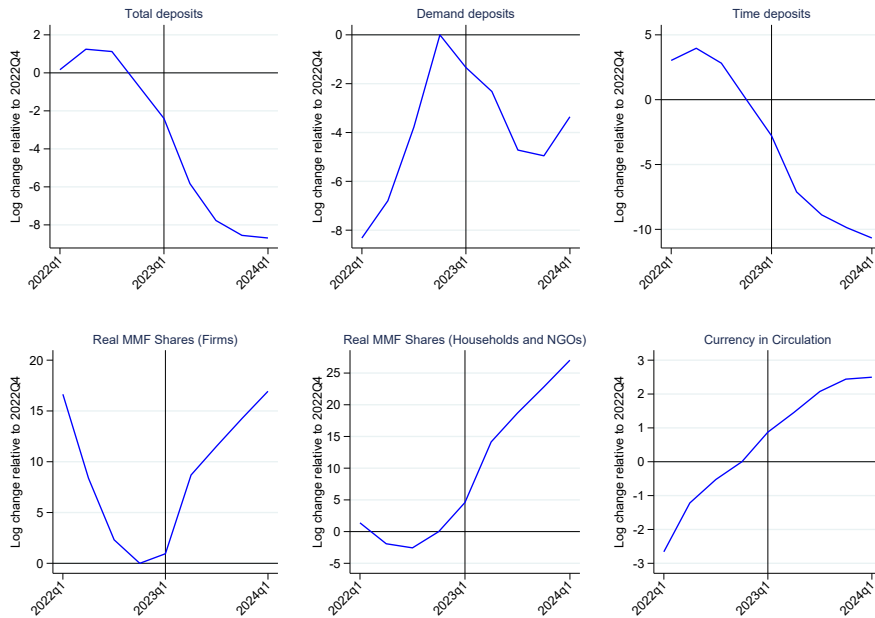 Total deposits
Log change relative to 2022Q4
2
0
-2
-4
-6
-8
2022q1
2023q1
2024q1
Demand deposits
Log change relative to 2022Q4
0
-2
-4
-6
-8
2022q1
2023q1
2024q1
Time deposits
Log change relative to 2022Q4
5
0
-5
-10
2022q1
2023q1
2024q1
Real MMF Shares (Firms)
Log change relative to 2022Q4
20
15
10
5
0
2022q1
2023q1
2024q1
Real MMF Shares (Households and NGOs)
Log change relative to 2022Q4
25
20
15
10
5
0
-5
2022q1
2023q1
2024q1
Currency in Circulation
Log change relative to 2022Q4
3
2
1
0
-1
-2
-3
2022q1
2023q1
2024q1